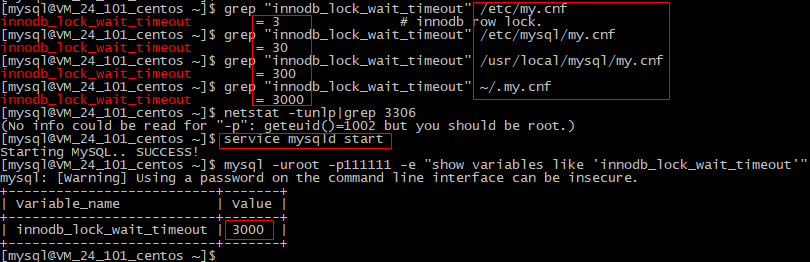 [mysql@VM_24_101_centos ~]$ grep "innodb_lock_wait_timeout" /etc/my.cnf
innodb_lock_wait_timeout = 3 # innodb row lock.
[mysql@VM_24_101_centos ~]$ grep "innodb_lock_wait_timeout" /etc/mysql/my.cnf
innodb_lock_wait_timeout = 30
[mysql@VM_24_101_centos ~]$ grep "innodb_lock_wait_timeout" /usr/local/mysql/my.cnf
innodb_lock_wait_timeout = 300
[mysql@VM_24_101_centos ~]$ grep "innodb_lock_wait_timeout" ~/.my.cnf
innodb_lock_wait_timeout = 3000
[mysql@VM_24_101_centos ~]$ netstat -tunlp|grep 3306
(No info could be read for "-p": geteuid()=1002 but you should be root.)
[mysql@VM_24_101_centos ~]$ service mysqld start
Starting MySQL.. SUCCESS!
[mysql@VM_24_101_centos ~]$ mysql -uroot -p111111 -e "show variables like 'innodb_lock_wait_timeout'"
mysql: [Warning] Using a password on the command line interface can be insecure.
+--------------------------+-------+
| Variable_name | Value |
+--------------------------+-------+
| innodb_lock_wait_timeout | 3000 |
+--------------------------+-------+
[mysql@VM_24_101_centos ~]$